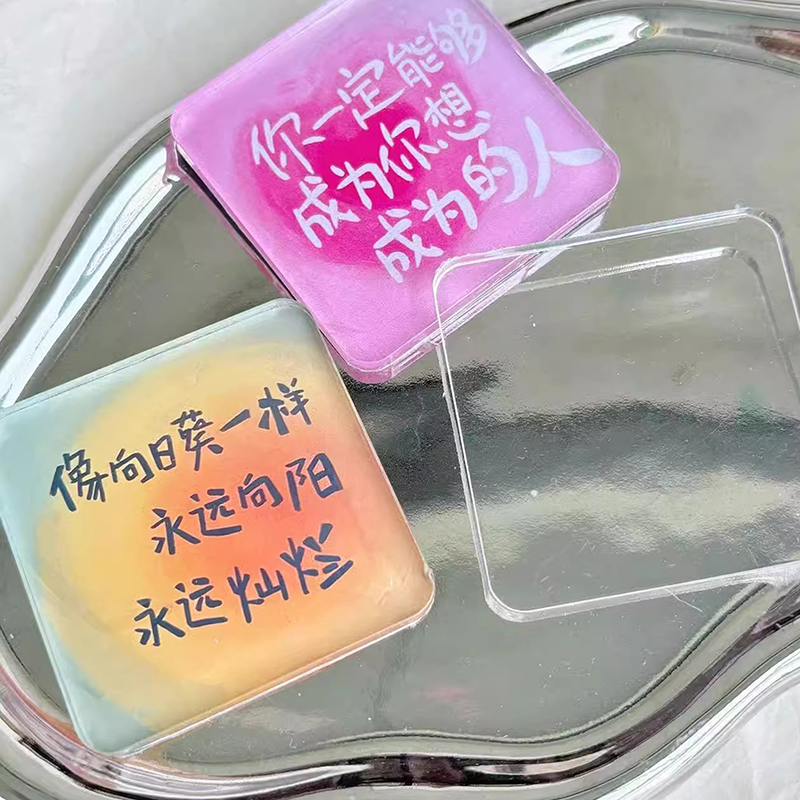 你一定能够
成为你想
成为的人
像向日葵一样
永远向阳
永远灿烂